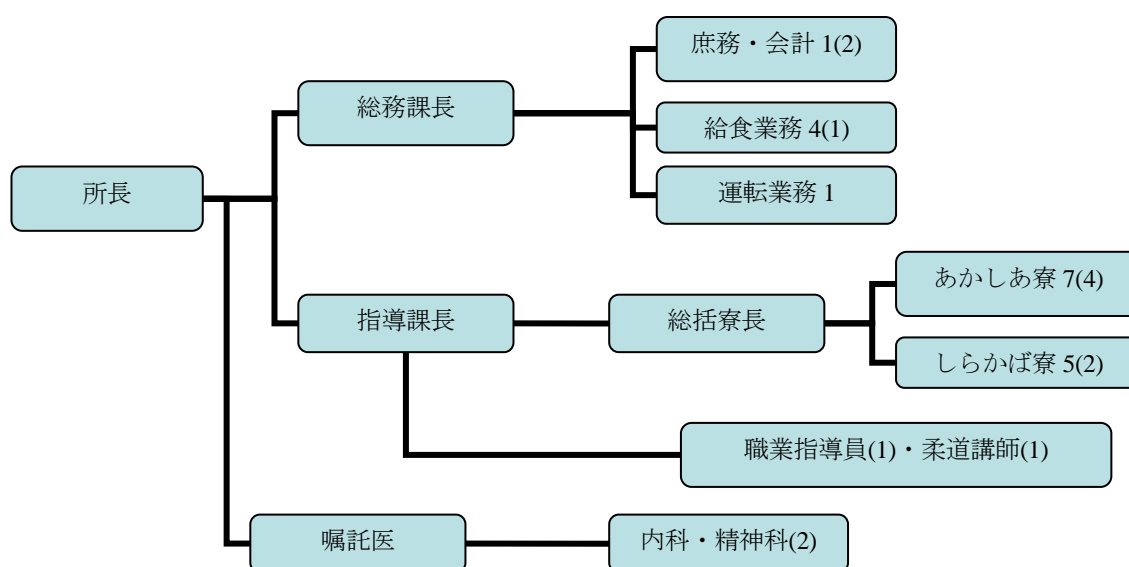 所長
総務課長
庶務・会計 1(2)
給食業務 4(1)
運転業務 1
指導課長
総括寮長
あかしあ寮 7(4)
しらかば寮 5(2)
職業指導員(1)・柔道講師(1)
嘱託医
内科・精神科(2)